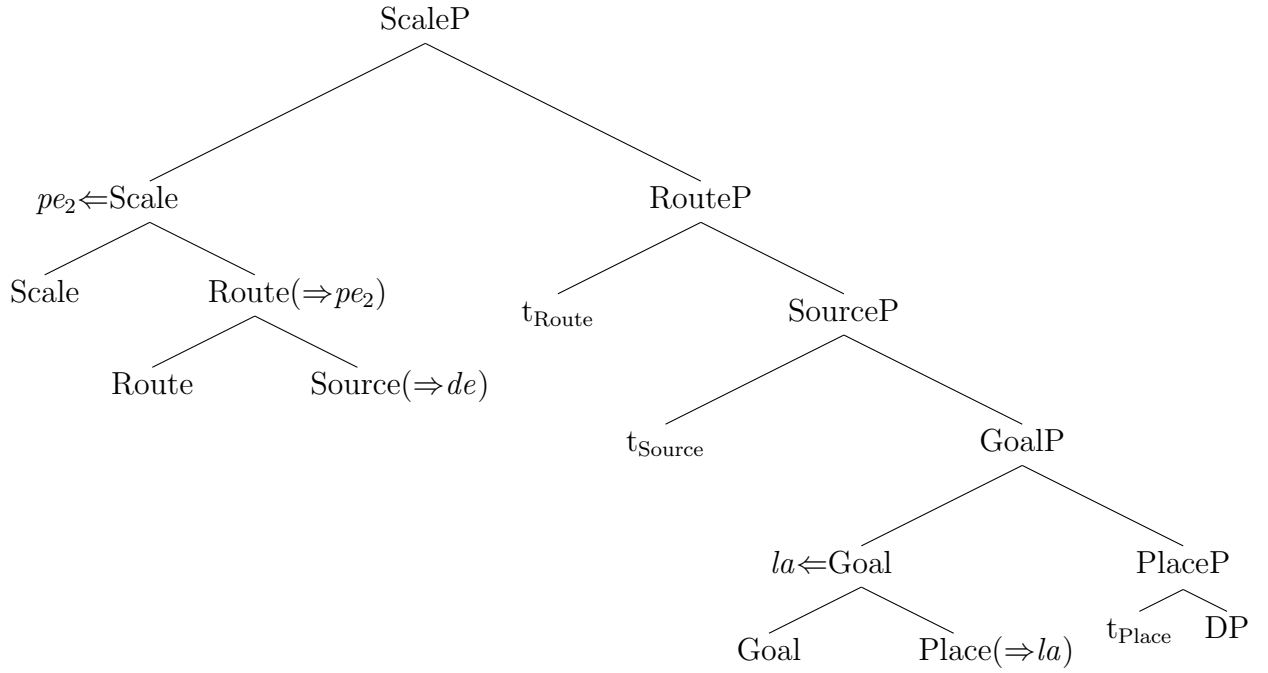 ScaleP
pe₂⇐Scale RouteP
Scale Route(⇒pe₂) t_Route SourceP
Route Source(⇒de) t_Source GoalP
la⇐Goal PlaceP
Goal Place(⇒la) t_Place DP